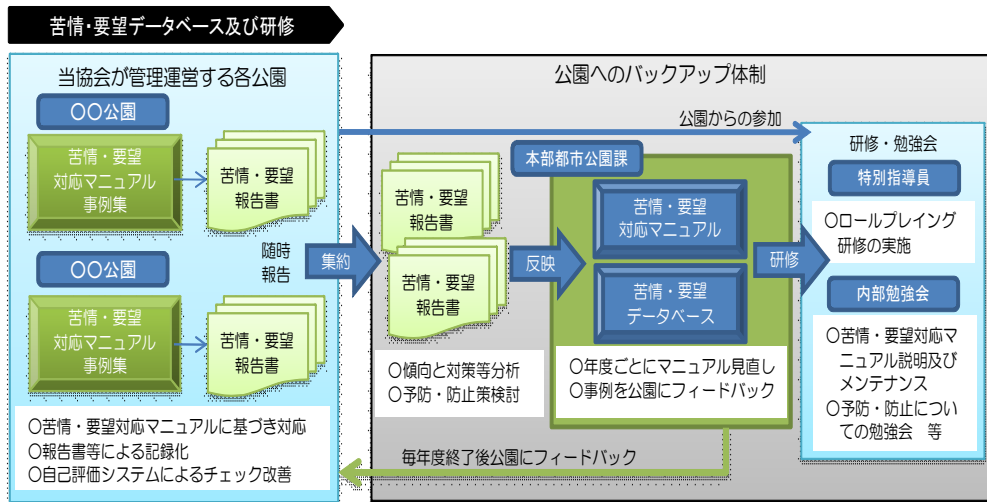 苦情・要望データベース及び研修
当協会が管理運営する各公園
〇〇公園
苦情・要望
対応マニュアル
事例集
苦情・要望
報告書
〇〇公園
苦情・要望
対応マニュアル
事例集
苦情・要望
報告書
随時
報告
〇苦情・要望対応マニュアルに基づき対応
〇報告書等による記録化
〇自己評価システムによるチェック改善
集約
公園へのバックアップ体制
公園からの参加
苦情・要望
報告書
苦情・要望
報告書
〇傾向と対策等分析
〇予防・防止策検討
反映
本部都市公園課
苦情・要望
対応マニュアル
苦情・要望
データベース
〇年度ごとにマニュアル見直し
〇事例を公園にフィードバック
研修
毎年度終了後公園にフィードバック
研修・勉強会
特別指導員
〇ロールプレイング
研修の実施
内部勉強会
〇苦情・要望対応マ
ニュアル説明及び
メンテナンス
〇予防・防止につい
ての勉強会　等